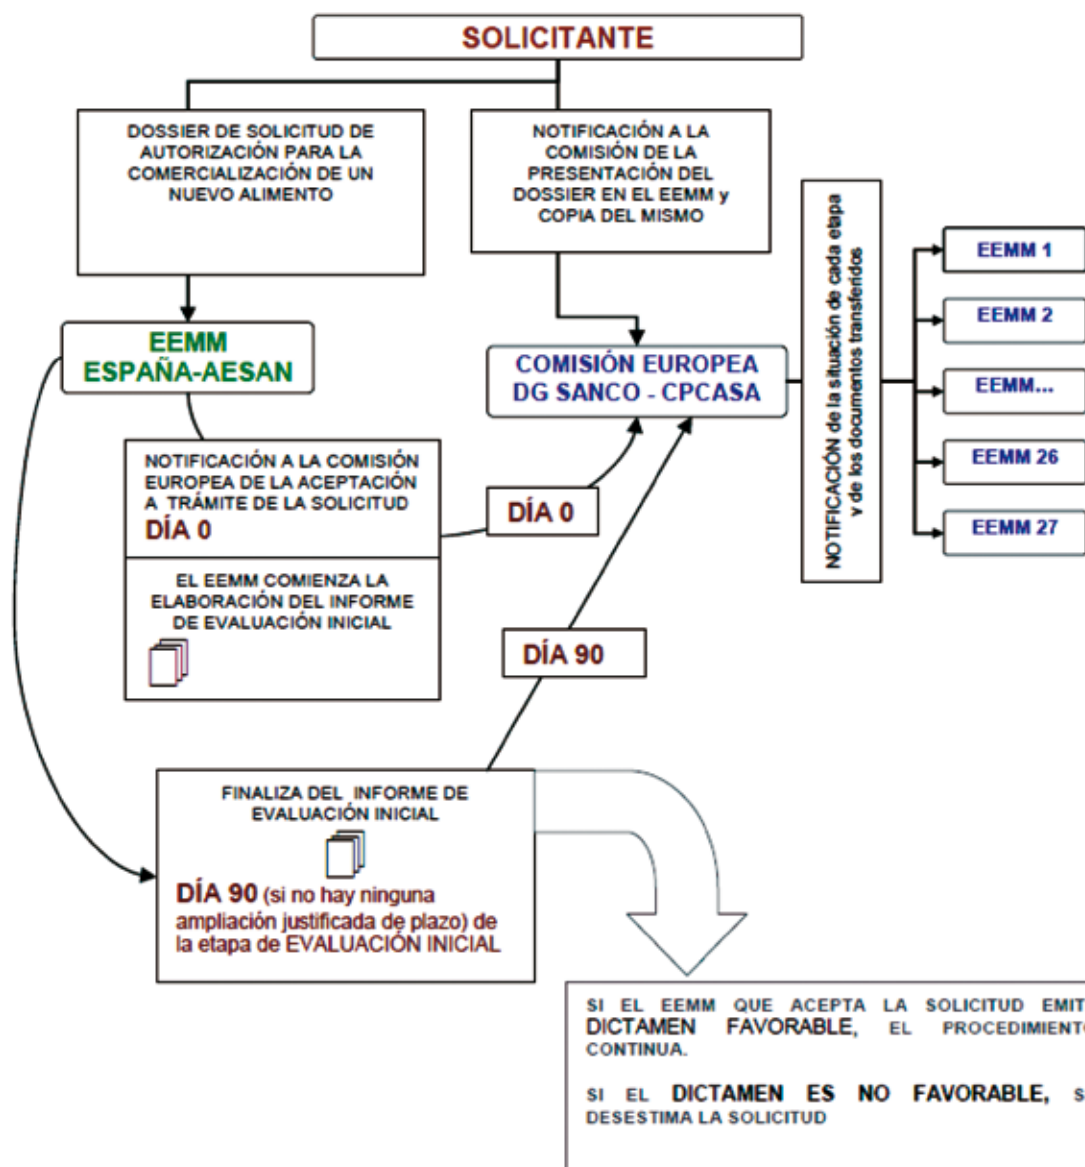 SOLICITANTE
DOSSIER DE SOLICITUD DE
AUTORIZACIÓN PARA LA
COMERCIALIZACIÓN DE UN
NUEVO ALIMENTO
NOTIFICACIÓN A LA
COMISIÓN DE LA
PRESENTACIÓN DEL
DOSSIER EN EL EEMM y
COPIA DEL MISMO
EEMM
ESPAÑA-AESAN
COMISIÓN EUROPEA
DG SANCO - CPCASA
NOTIFICACIÓN de la situación de cada etapa
y de los documentos transferidos
EEMM 1
EEMM 2
EEMM...
EEMM 26
EEMM 27
NOTIFICACIÓN A LA COMISIÓN
EUROPEA DE LA ACEPTACIÓN
A TRÁMITE DE LA SOLICITUD
DÍA 0
DÍA 0
EL EEMM COMIENZA LA
ELABORACIÓN DEL INFORME
DE EVALUACIÓN INICIAL
DÍA 90
FINALIZA DEL INFORME DE
EVALUACIÓN INICIAL
DÍA 90 (si no hay ninguna
ampliación justificada de plazo) de
la etapa de EVALUACIÓN INICIAL
SI EL EEMM QUE ACEPTA LA SOLICITUD EMIT
DICTAMEN FAVORABLE, EL PROCEDIMIENTO
CONTINUA.
SI EL DICTAMEN ES NO FAVORABLE, S
DESESTIMA LA SOLICITUD